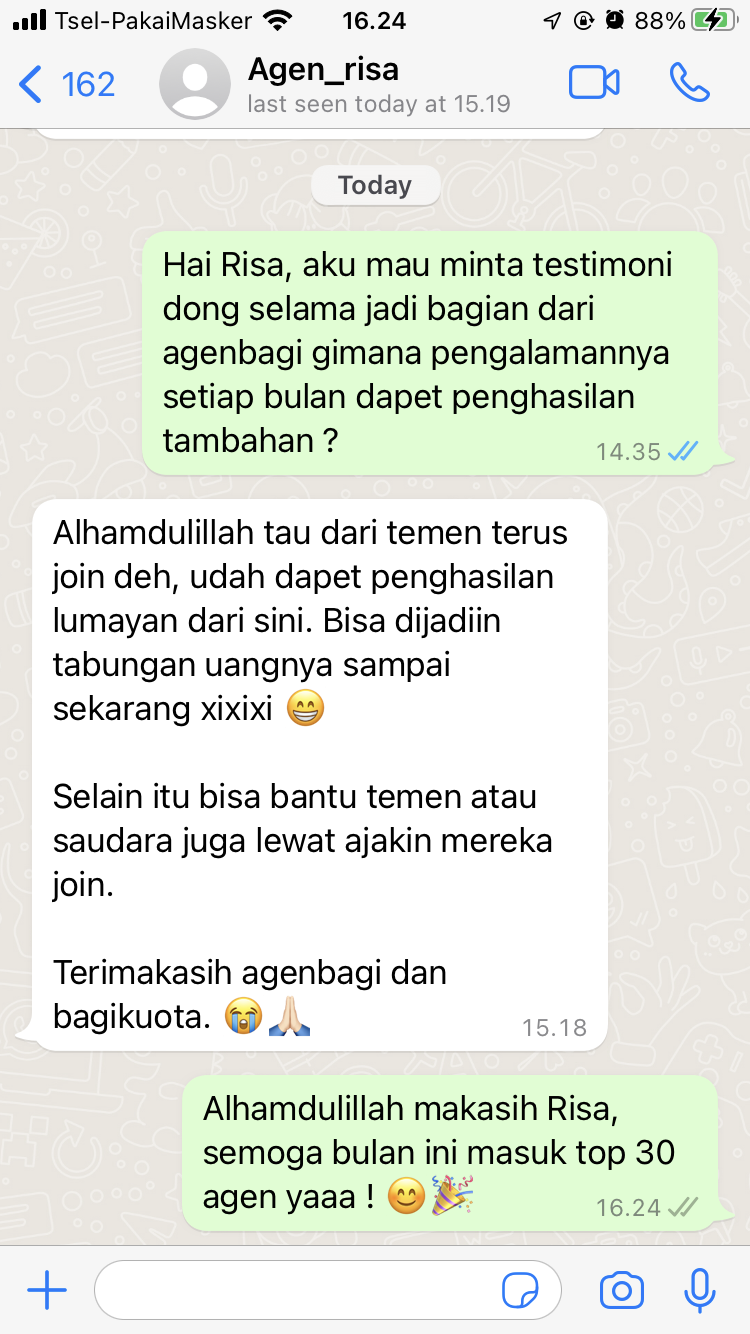 Tsel-PakaiMasker 16.24 88%
162 Agen_risa
last seen today at 15.19
Today
Hai Risa, aku mau minta testimoni
dong selama jadi bagian dari
agenbagi gimana pengalamannya
setiap bulan dapet penghasilan
tambahan ?
14.35
Alhamdulillah tau dari temen terus
join deh, udah dapet penghasilan
lumayan dari sini. Bisa dijadiin
tabungan uangnya sampai
sekarang xixixi 😁
Selain itu bisa bantu temen atau
saudara juga lewat ajakin mereka
join.
Terimakasih agenbagi dan
bagikuota. 😭🙏🏻
15.18
Alhamdulillah makasih Risa,
semoga bulan ini masuk top 30
agen yaaa ! 😊🎉
16.24